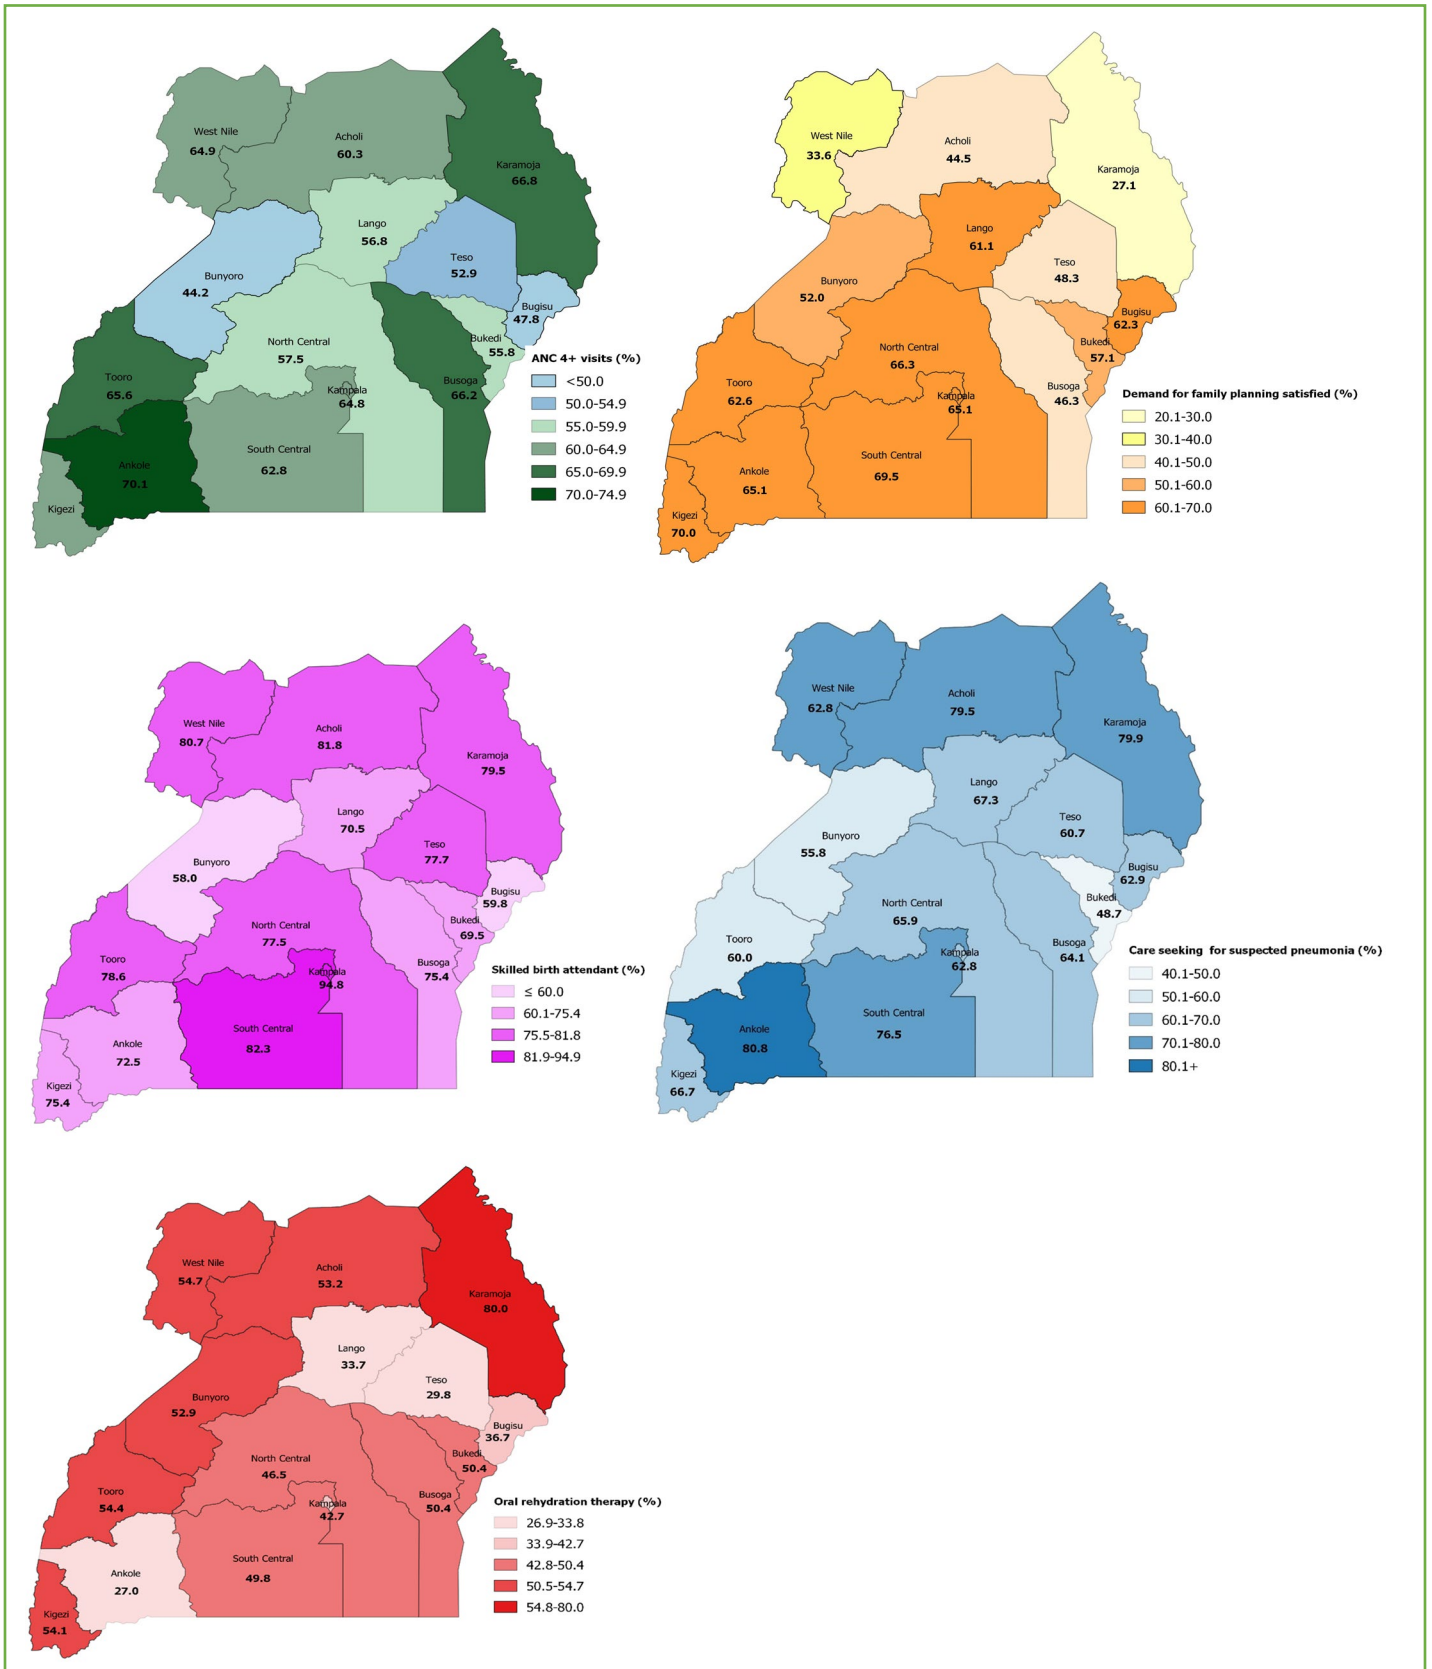 West Nile
64.9
Acholi
60.3
Karamoja
66.8
Lango
56.8
Teso
52.9
Bunyoro
44.2
Bugisu
47.8
Bukedi
55.8
North Central
57.5
Tooro
65.6
Kampala
64.8
Busoga
66.2
South Central
62.8
Ankole
70.1
Kigezi
ANC 4+ visits (%)
<50.0
50.0-54.9
55.0-59.9
60.0-64.9
65.0-69.9
70.0-74.9
West Nile
33.6
Acholi
44.5
Karamoja
27.1
Lango
61.1
Teso
48.3
Bunyoro
52.0
Bugisu
62.3
Bukedi
57.1
North Central
66.3
Tooro
62.6
Kampala
65.1
Busoga
46.3
South Central
69.5
Ankole
65.1
Kigezi
70.0
Demand for family planning satisfied (%)
20.1-30.0
30.1-40.0
40.1-50.0
50.1-60.0
60.1-70.0
West Nile
80.7
Acholi
81.8
Karamoja
79.5
Lango
70.5
Teso
77.7
Bunyoro
58.0
Bugisu
59.8
Bukedi
69.5
North Central
77.5
Tooro
78.6
Kampala
94.8
Busoga
75.4
South Central
82.3
Ankole
72.5
Kigezi
75.4
Skilled birth attendant (%)
≤ 60.0
60.1-75.4
75.5-81.8
81.9-94.9
West Nile
62.8
Acholi
79.5
Karamoja
79.9
Lango
67.3
Teso
60.7
Bunyoro
55.8
Bugisu
62.9
Bukedi
48.7
North Central
65.9
Tooro
60.0
Kampala
62.8
Busoga
64.1
South Central
76.5
Ankole
80.8
Kigezi
66.7
Care seeking for suspected pneumonia (%)
40.1-50.0
50.1-60.0
60.1-70.0
70.1-80.0
80.1+
West Nile
54.7
Acholi
53.2
Karamoja
80.0
Lango
33.7
Teso
29.8
Bunyoro
52.9
Bugisu
36.7
Bukedi
50.4
North Central
46.5
Tooro
54.4
Kampala
42.7
Busoga
50.4
South Central
49.8
Ankole
27.0
Kigezi
54.1
Oral rehydration therapy (%)
26.9-33.8
33.9-42.7
42.8-50.4
50.5-54.7
54.8-80.0